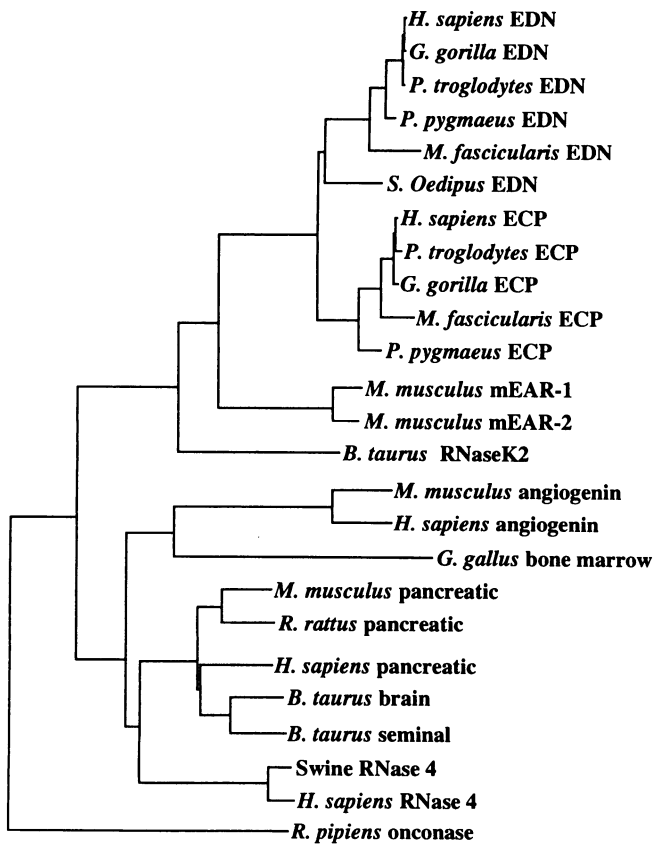 H. sapiens EDN
G. gorilla EDN
P. troglodytes EDN
P. pygmaeus EDN
M. fascicularis EDN
S. Oedipus EDN
H. sapiens ECP
P. troglodytes ECP
G. gorilla ECP
M. fascicularis ECP
P. pygmaeus ECP
M. musculus mEAR-1
M. musculus mEAR-2
B. taurus RNaseK2
M. musculus angiogenin
H. sapiens angiogenin
G. gallus bone marrow
M. musculus pancreatic
R. rattus pancreatic
H. sapiens pancreatic
B. taurus brain
B. taurus seminal
Swine RNase 4
H. sapiens RNase 4
R. pipiens onconase